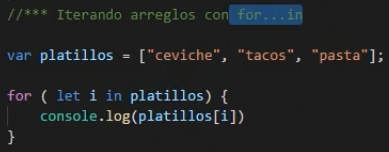 //*** Iterando arreglos con for...in
var platillos = ["ceviche", "tacos", "pasta"];
for ( let i in platillos) {
console.log(platillos[i])
}